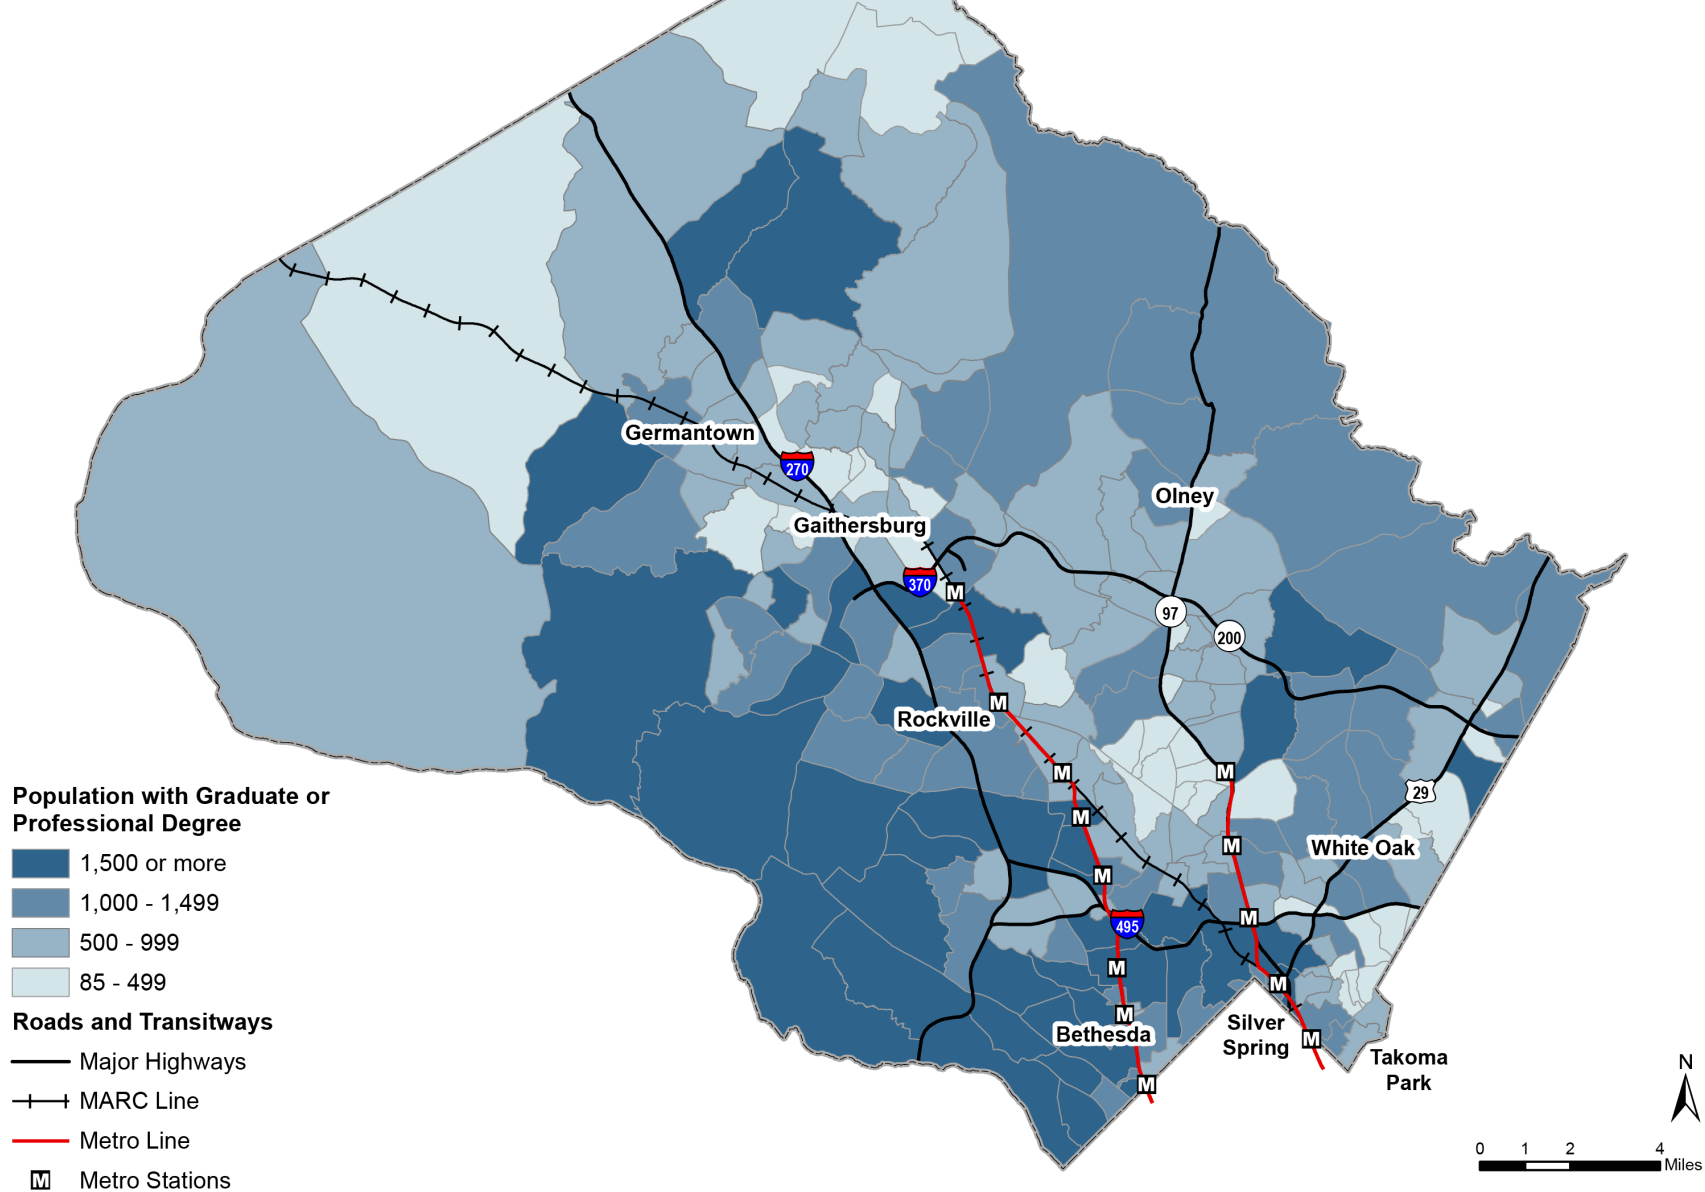 Germantown
270
Gaithersburg
370
M
Olney
97
200
M
Rockville
M
M
M
29
M
White Oak
M
M
495
M
M
M
Silver
Spring
M
Bethesda
M
Takoma
Park
M
Population with Graduate or
Professional Degree
1,500 or more
1,000 - 1,499
500 - 999
85 - 499
Roads and Transitways
Major Highways
MARC Line
Metro Line
M Metro Stations
N
0 1 2 4
Miles